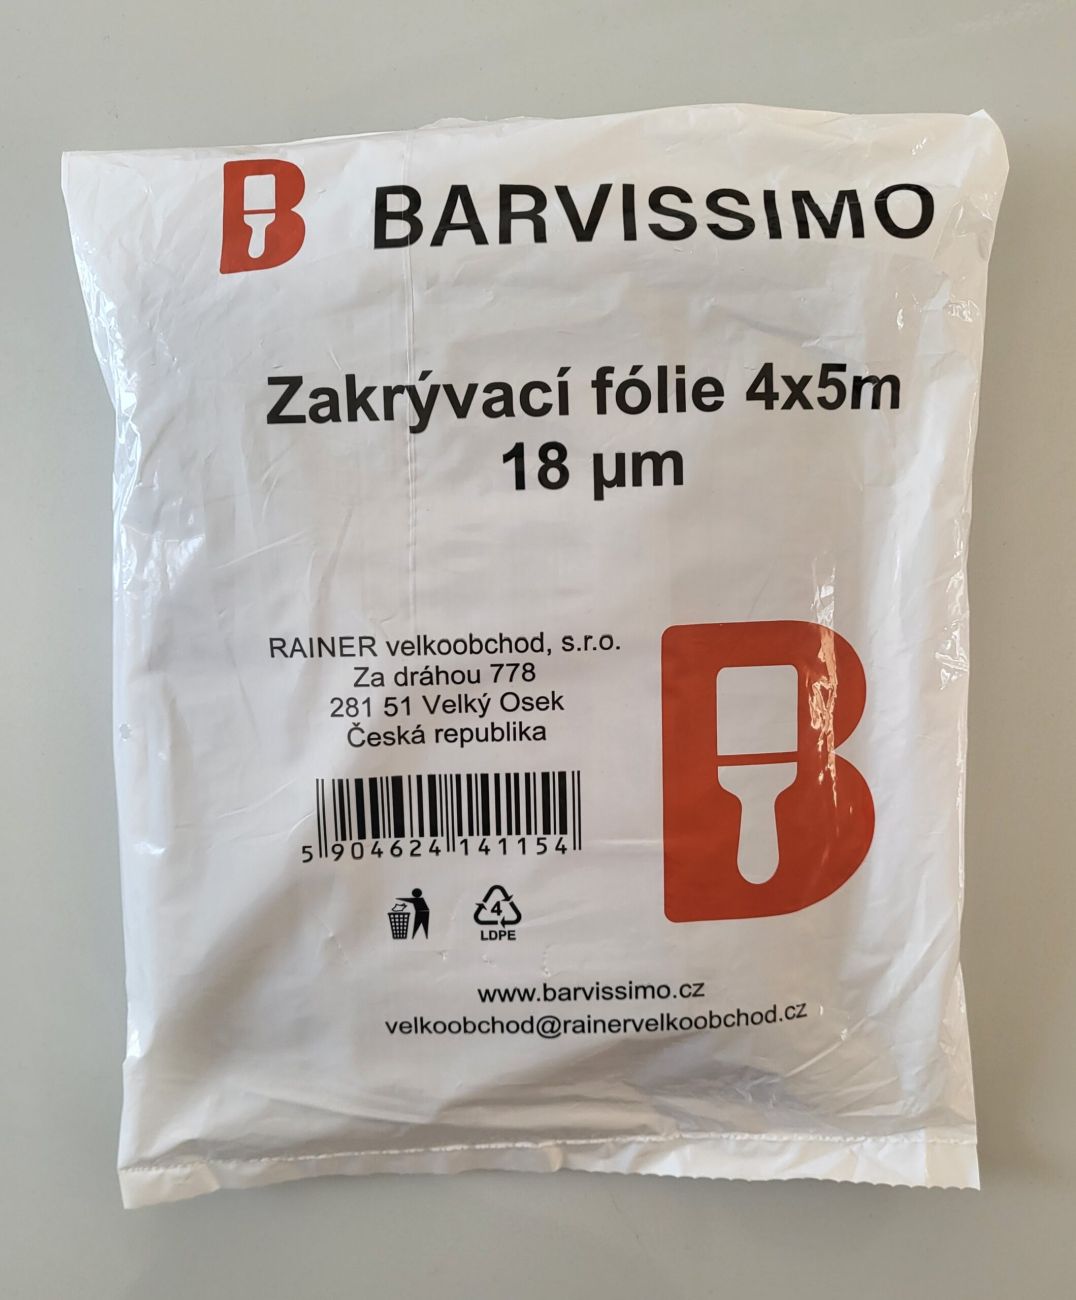 B BARVISSIMO
Zakrývací fólie 4x5m
18 µm
RAINER velkoobchod, s.r.o.
Za dráhou 778
281 51 Velký Osek
Česká republika
5 904624 141154
4
LDPE
B
www.barvissimo.cz
velkoobchod@rainervelkoobchod.cz